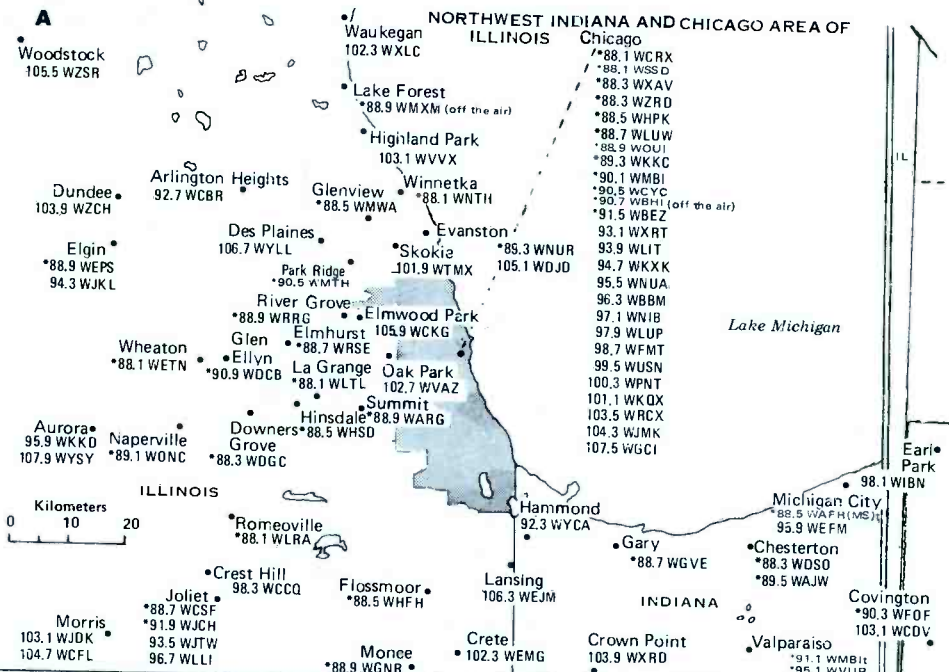 A
NORTHWEST INDIANA AND CHICAGO AREA OF
ILLINOIS
Woodstock
105.5 WZSR
Waukegan
102.3 WXLC
Lake Forest
*88.9 WMXM (off the air)
Highland Park
103.1 WVVX
Arlington Heights
92.7 WCBR
Dundee
103.9 WZCH
Glenview
*88.5 WMWA
Winnetka
*88.1 WNTH
Des Plaines
106.7 WYLL
Evanston
*89.3 WNUR
105.1 WDJD
Skokie
101.9 WTMX
Elgin
*88.9 WEPS
94.3 WJKL
Park Ridge
*90.5 WMTH
River Grove
*88.9 WRRG
Elmwood Park
105.9 WCKG
Elmhurst
*88.7 WRSE
Glen
Ellyn
*90.9 WDCB
Wheaton
*88.1 WETN
La Grange
*88.1 WLTL
Oak Park
102.7 WVAZ
Summit
*88.9 WARG
Hinsdale
*88.5 WHSD
Downers
Grove
*88.3 WDGC
Aurora
95.9 WKKD
107.9 WYSY
Naperville
*89.1 WONC
Chicago
*88.1 WCRX
*88.1 WSSD
*88.3 WXAV
*88.3 WZRD
*88.5 WHPK
*88.7 WLUW
*88.9 WOUI
*89.3 WKKC
*90.1 WMBI
*90.5 WCYC
*90.7 WBHI (off the air)
*91.5 WBEZ
93.1 WXRT
93.9 WLIT
94.7 WKXK
95.5 WNUA
96.3 WBBM
97.1 WNIB
97.9 WLUP
98.7 WFMT
99.5 WUSN
100.3 WPNT
101.1 WKQX
103.5 WRCX
104.3 WJMK
107.5 WGCI
IL
Lake Michigan
Earl
Park
98.1 WIBN
ILLINOIS
Kilometers
0 10 20
Romeoville
*88.1 WLRA
Hammond
92.3 WYCA
Michigan City
*88.5 WAFH(MS)
95.9 WEFM
Gary
*88.7 WGVE
Chesterton
*88.3 WDSO
*89.5 WAJW
Crest Hill
98.3 WCCQ
Joliet
*88.7 WCSF
*91.9 WJCH
93.5 WJTW
96.7 WLLI
Flossmoor
*88.5 WHFH
Lansing
106.3 WEJM
INDIANA
Covington
*90.3 WFOF
103.1 WCDV
Morris
103.1 WJDK
104.7 WCFL
Monee
*88.9 WGNR
Crete
102.3 WEMG
Crown Point
103.9 WXRD
Valparaiso
*91.1 WMBIt
*95.1 WVUR